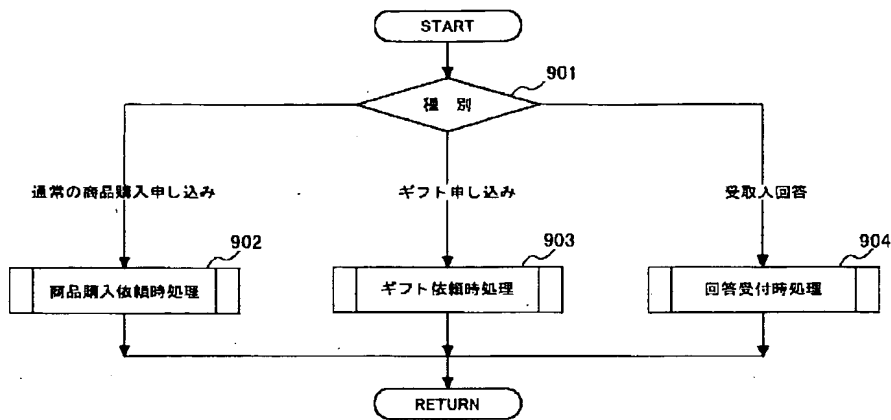 START
901
種 別
通常の商品購入申し込み
ギフト申し込み
受取人回答
902
903
904
商品購入依頼時処理
ギフト依頼時処理
回答受付時処理
RETURN